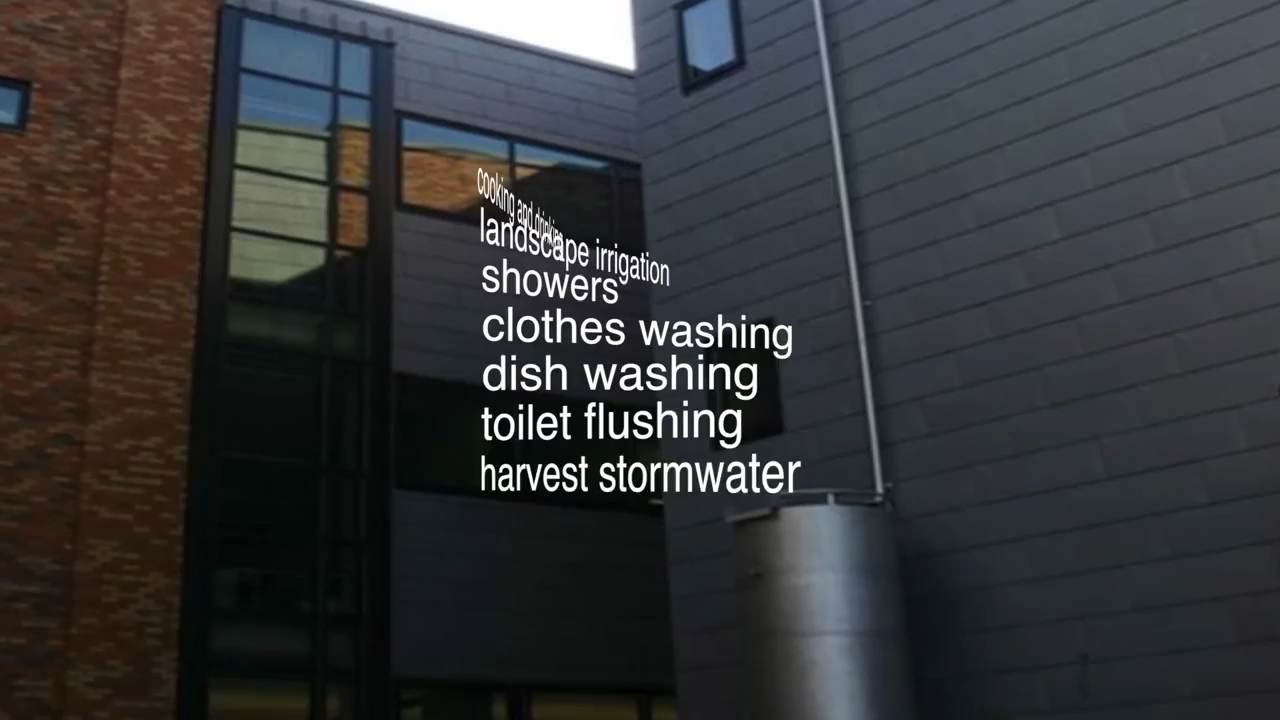 cooking and drinking
landscape irrigation
showers
clothes washing
dish washing
toilet flushing
harvest stormwater